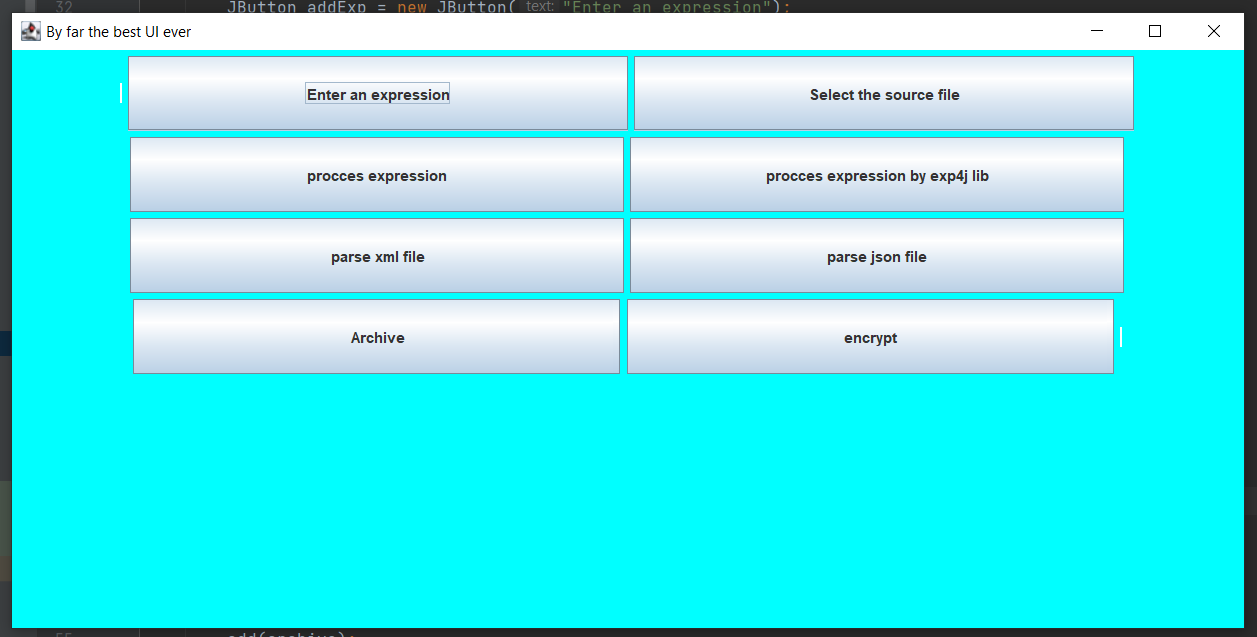 32 JButton addExp = new JButton( text: "Enter an expression");
By far the best UI ever
Enter an expression Select the source file
procces expression procces expression by exp4j lib
parse xml file parse json file
Archive encrypt
55 add(archive);